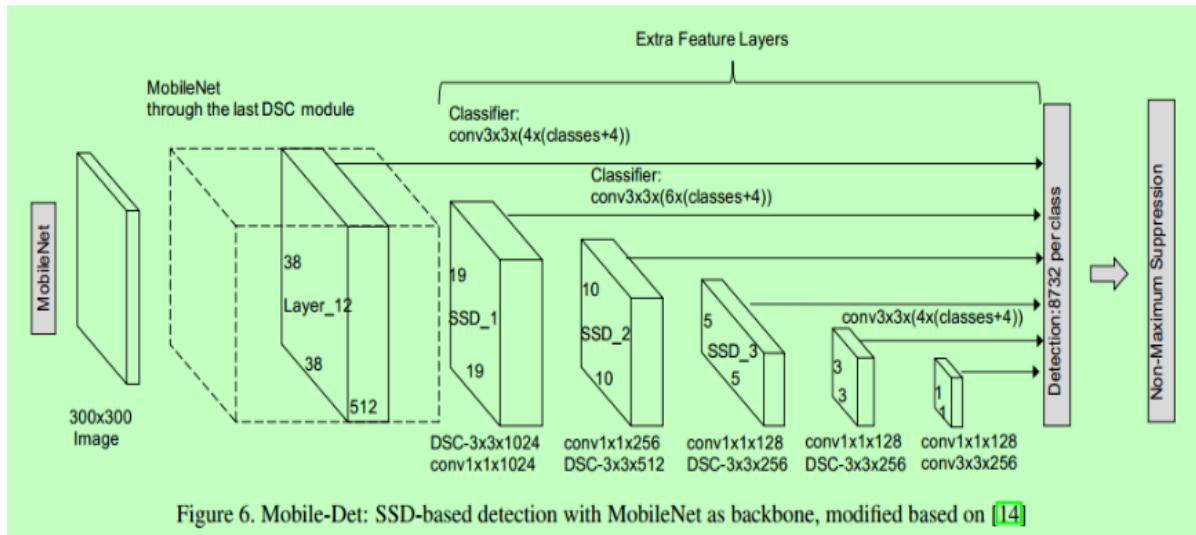 Extra Feature Layers
MobileNet
through the last DSC module
Classifier:
conv3x3x(4x(classes+4))
Classifier:
conv3x3x(6x(classes+4))
MobileNet
300x300
Image
38
Layer_12
38
512
19
SSD_1
19
10
SSD_2
10
5
SSD_3
5
conv3x3x(4x(classes+4))
3
3
1
1
DSC-3x3x1024
conv1x1x1024
conv1x1x256
DSC-3x3x512
conv1x1x128
DSC-3x3x256
conv1x1x128
DSC-3x3x256
conv1x1x128
conv3x3x256
Detection:8732 per class
Non-Maximum Suppression
Figure 6. Mobile-Det: SSD-based detection with MobileNet as backbone, modified based on [14]